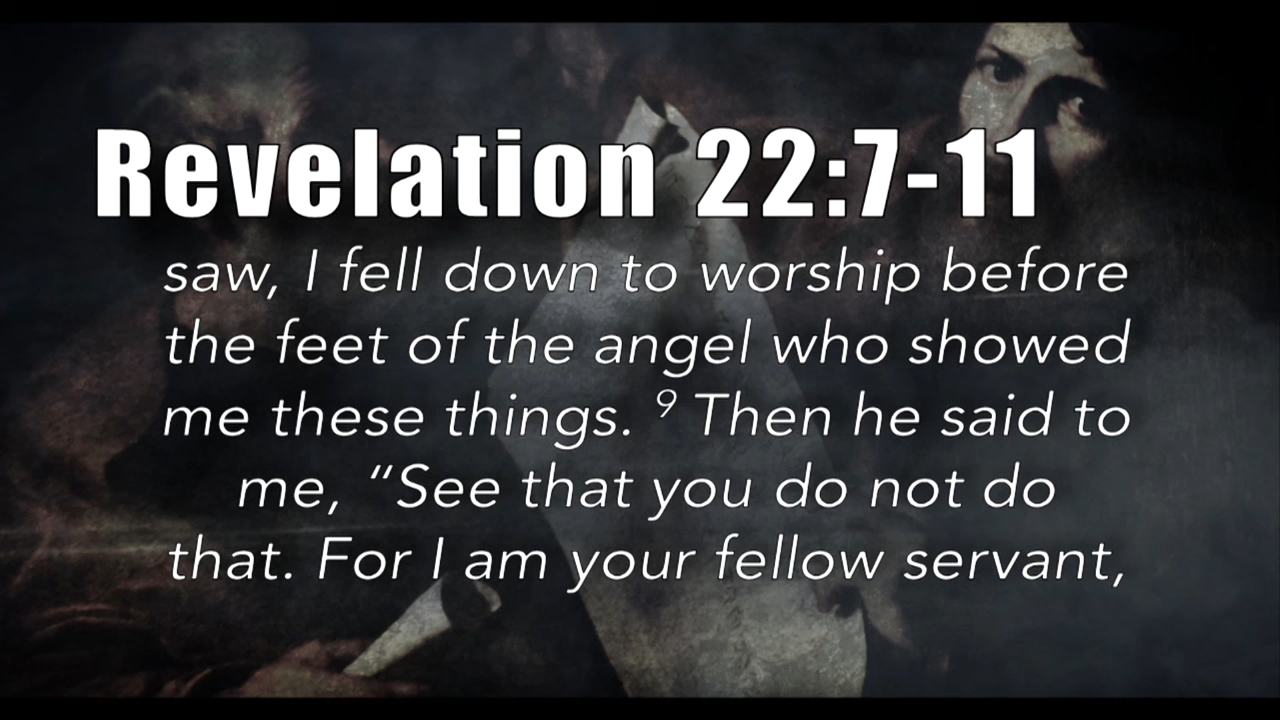 Revelation 22:7-11
saw, I fell down to worship before
the feet of the angel who showed
me these things. ⁹ Then he said to
me, “See that you do not do
that. For I am your fellow servant,